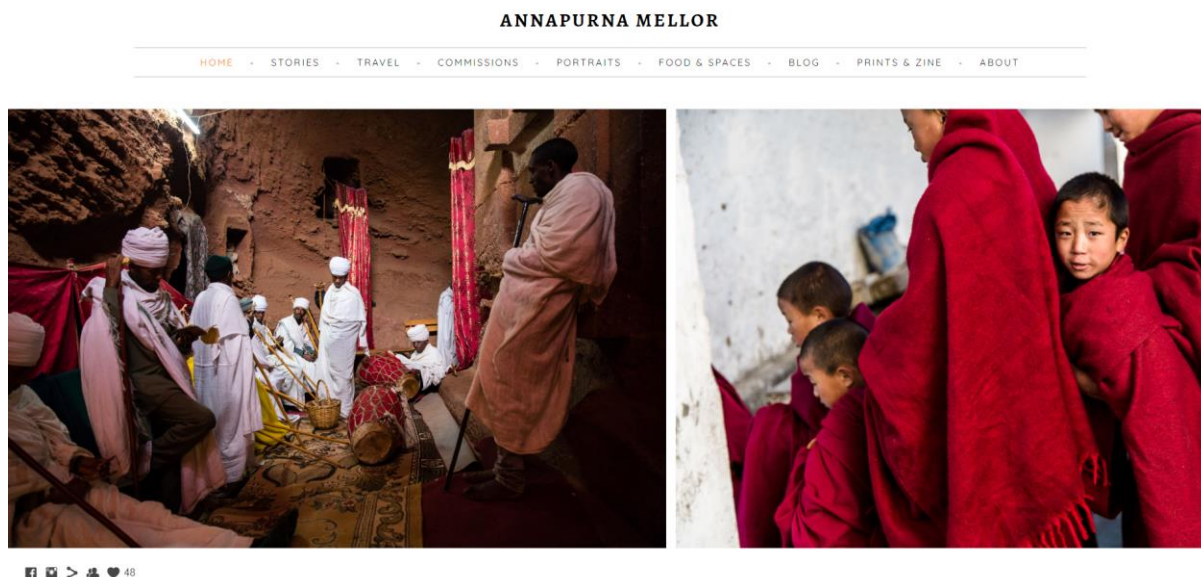 ANNAPURNA MELLOR
HOME - STORIES - TRAVEL - COMMISSIONS - PORTRAITS - FOOD & SPACES - BLOG - PRINTS & ZINE - ABOUT
48